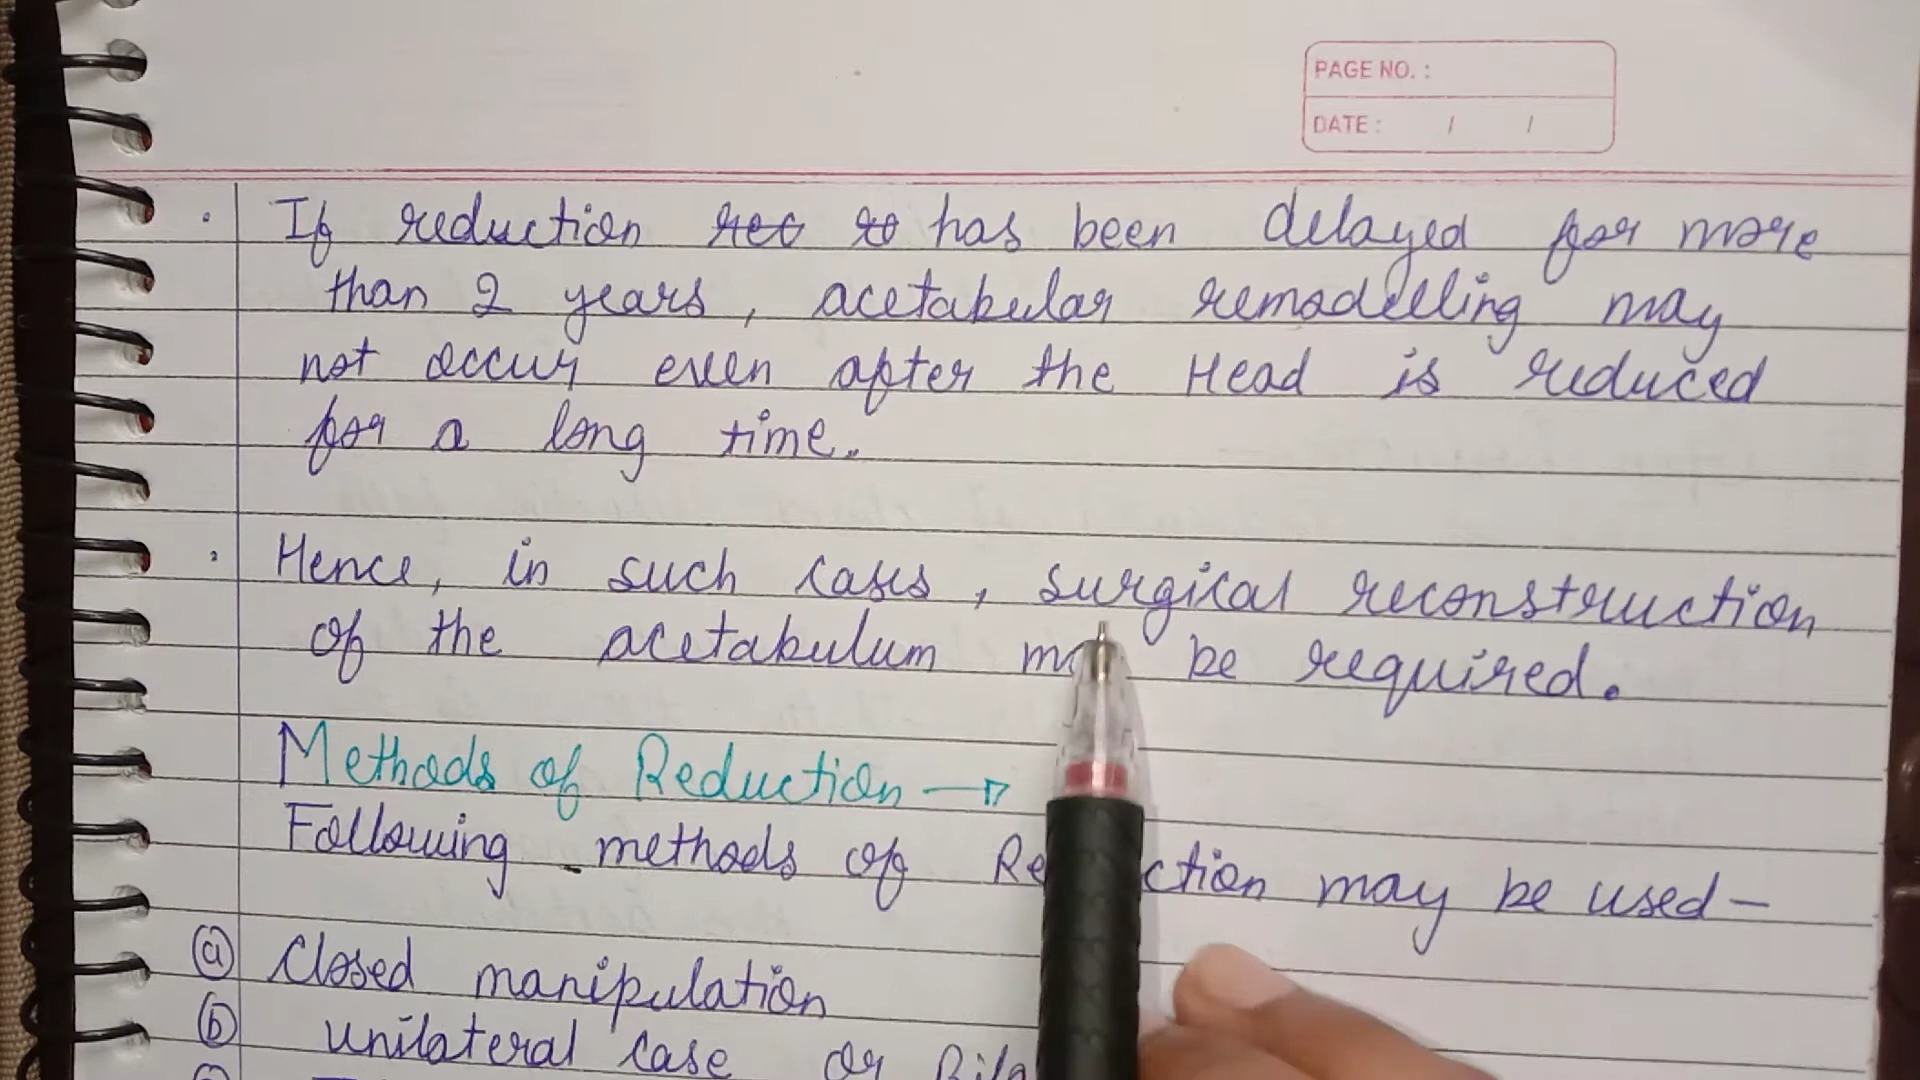 PAGE NO. :
DATE : / /
If reduction has been delayed for more
than 2 years, acetabular remodelling may
not occur even after the Head is reduced
for a long time.
Hence, in such cases, surgical reconstruction
of the acetabulum be required.
Methods of Reduction →
Following methods of may be used -
(a) Closed manipulation
(b) unilateral case or